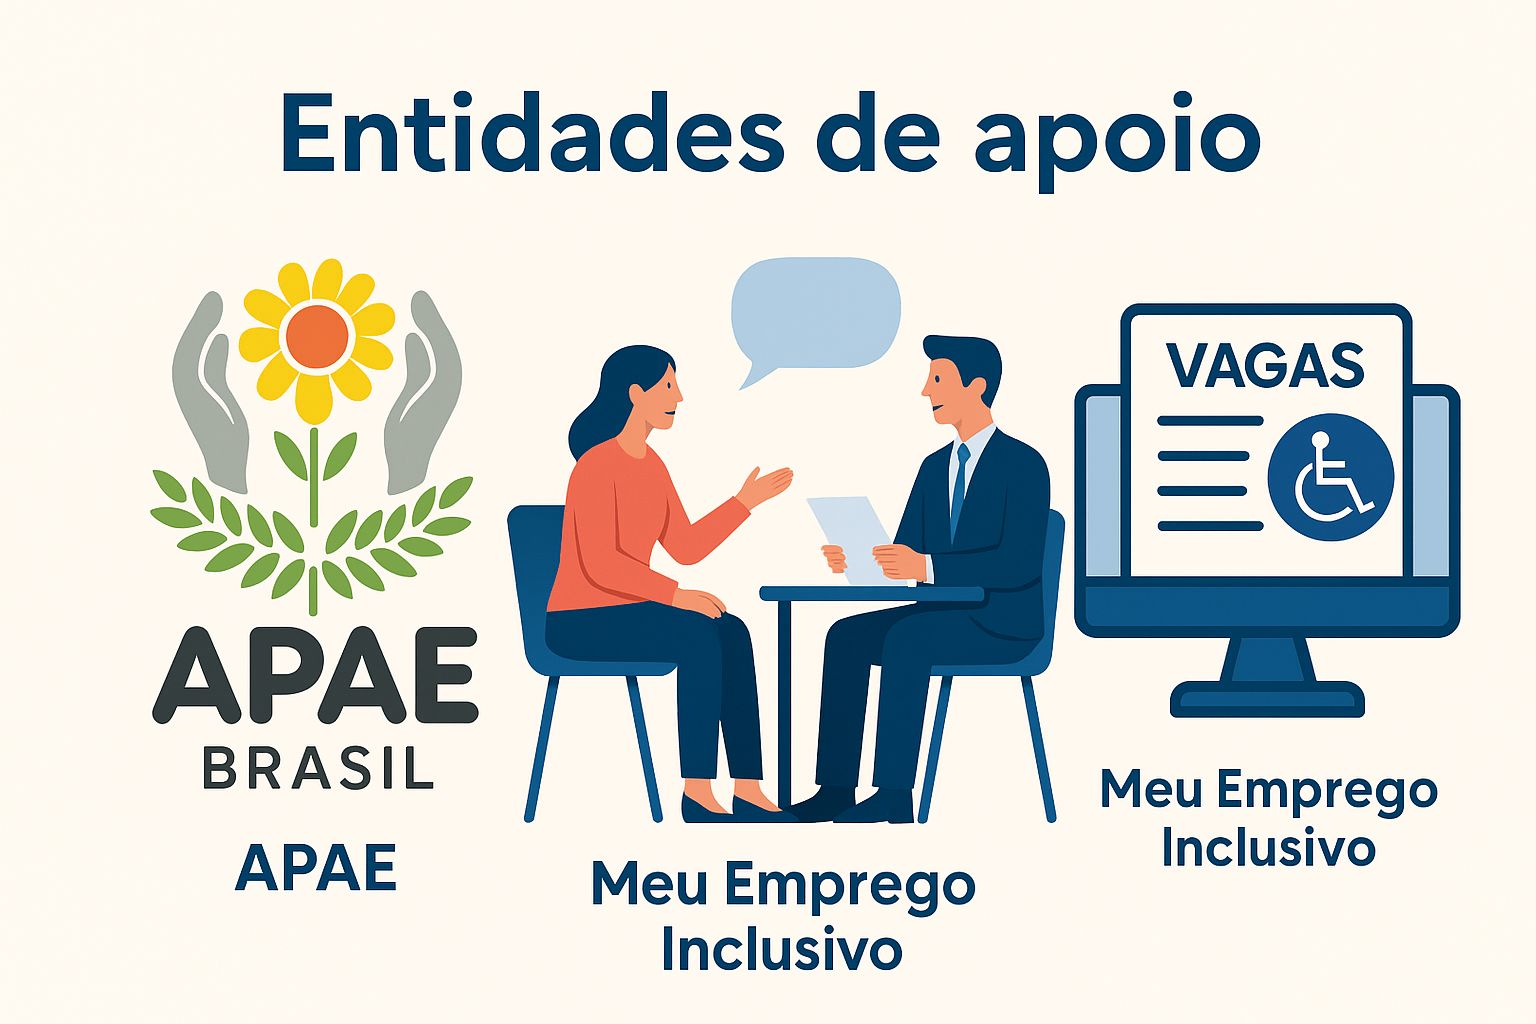 Entidades de apoio
APAE
BRASIL
APAE
Meu Emprego
Inclusivo
VAGAS
Meu Emprego
Inclusivo